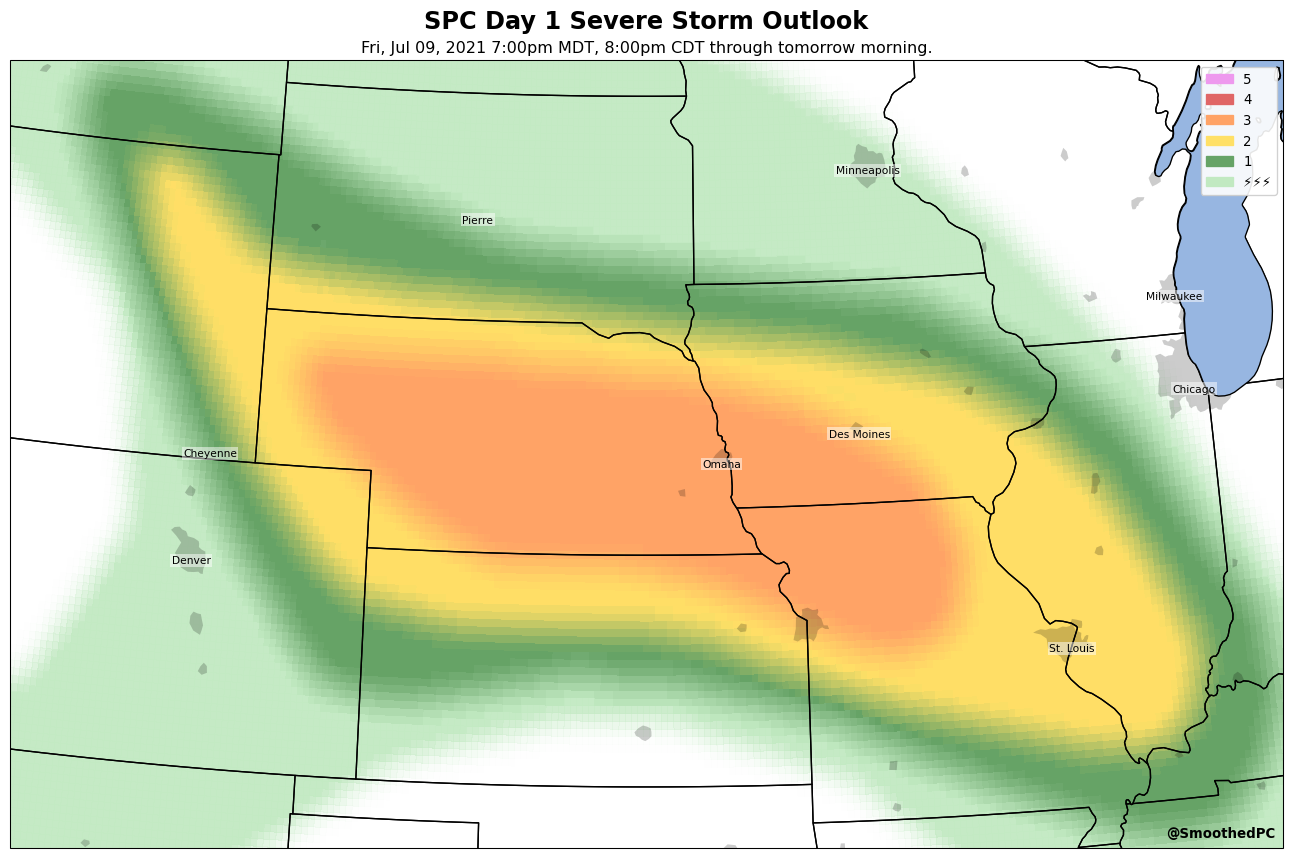 SPC Day 1 Severe Storm Outlook
Fri, Jul 09, 2021 7:00pm MDT, 8:00pm CDT through tomorrow morning.
5
4
3
2
1
⚡⚡⚡
Minneapolis
Pierre
Milwaukee
Chicago
Des Moines
Cheyenne
Omaha
Denver
St. Louis
@SmoothedPC